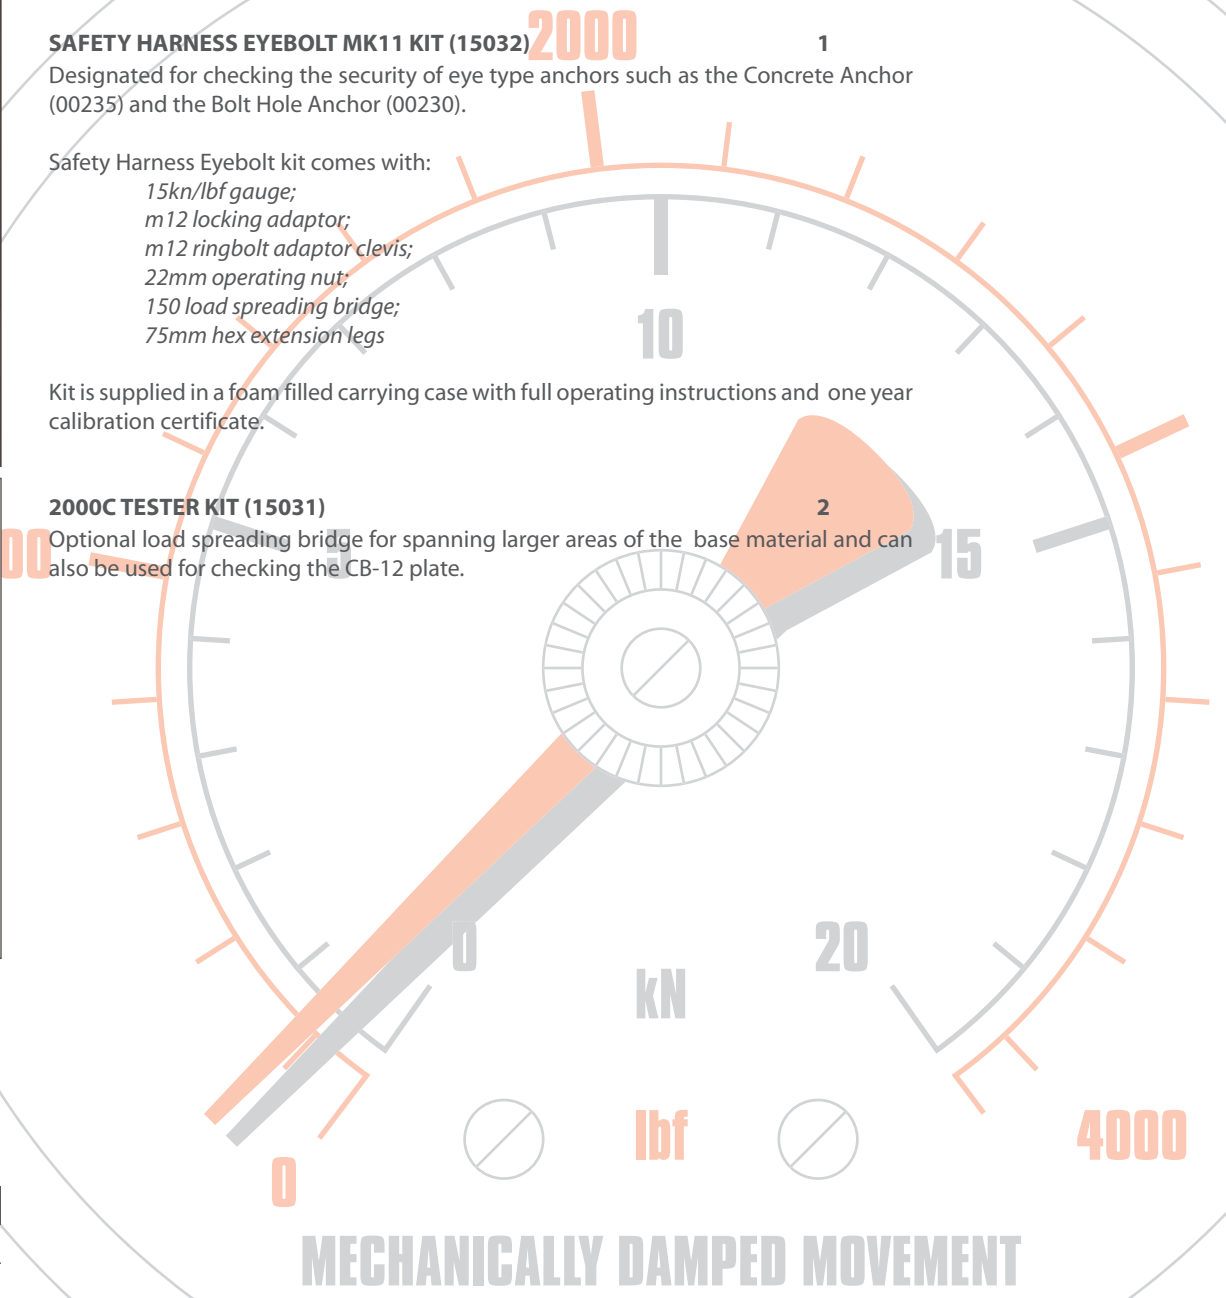 2000
SAFETY HARNESS EYEBOLT MK11 KIT (15032) 1
Designated for checking the security of eye type anchors such as the Concrete Anchor
(00235) and the Bolt Hole Anchor (00230).
Safety Harness Eyebolt kit comes with:
15kn/lbf gauge;
m12 locking adaptor;
m12 ringbolt adaptor clevis;
22mm operating nut;
150 load spreading bridge;
75mm hex extension legs
10
Kit is supplied in a foam filled carrying case with full operating instructions and one year
calibration certificate.
2000C TESTER KIT (15031) 2
Optional load spreading bridge for spanning larger areas of the base material and can
also be used for checking the CB-12 plate.
00
5
15
0
20
kN
lbf
4000
0
MECHANICALLY DAMPED MOVEMENT